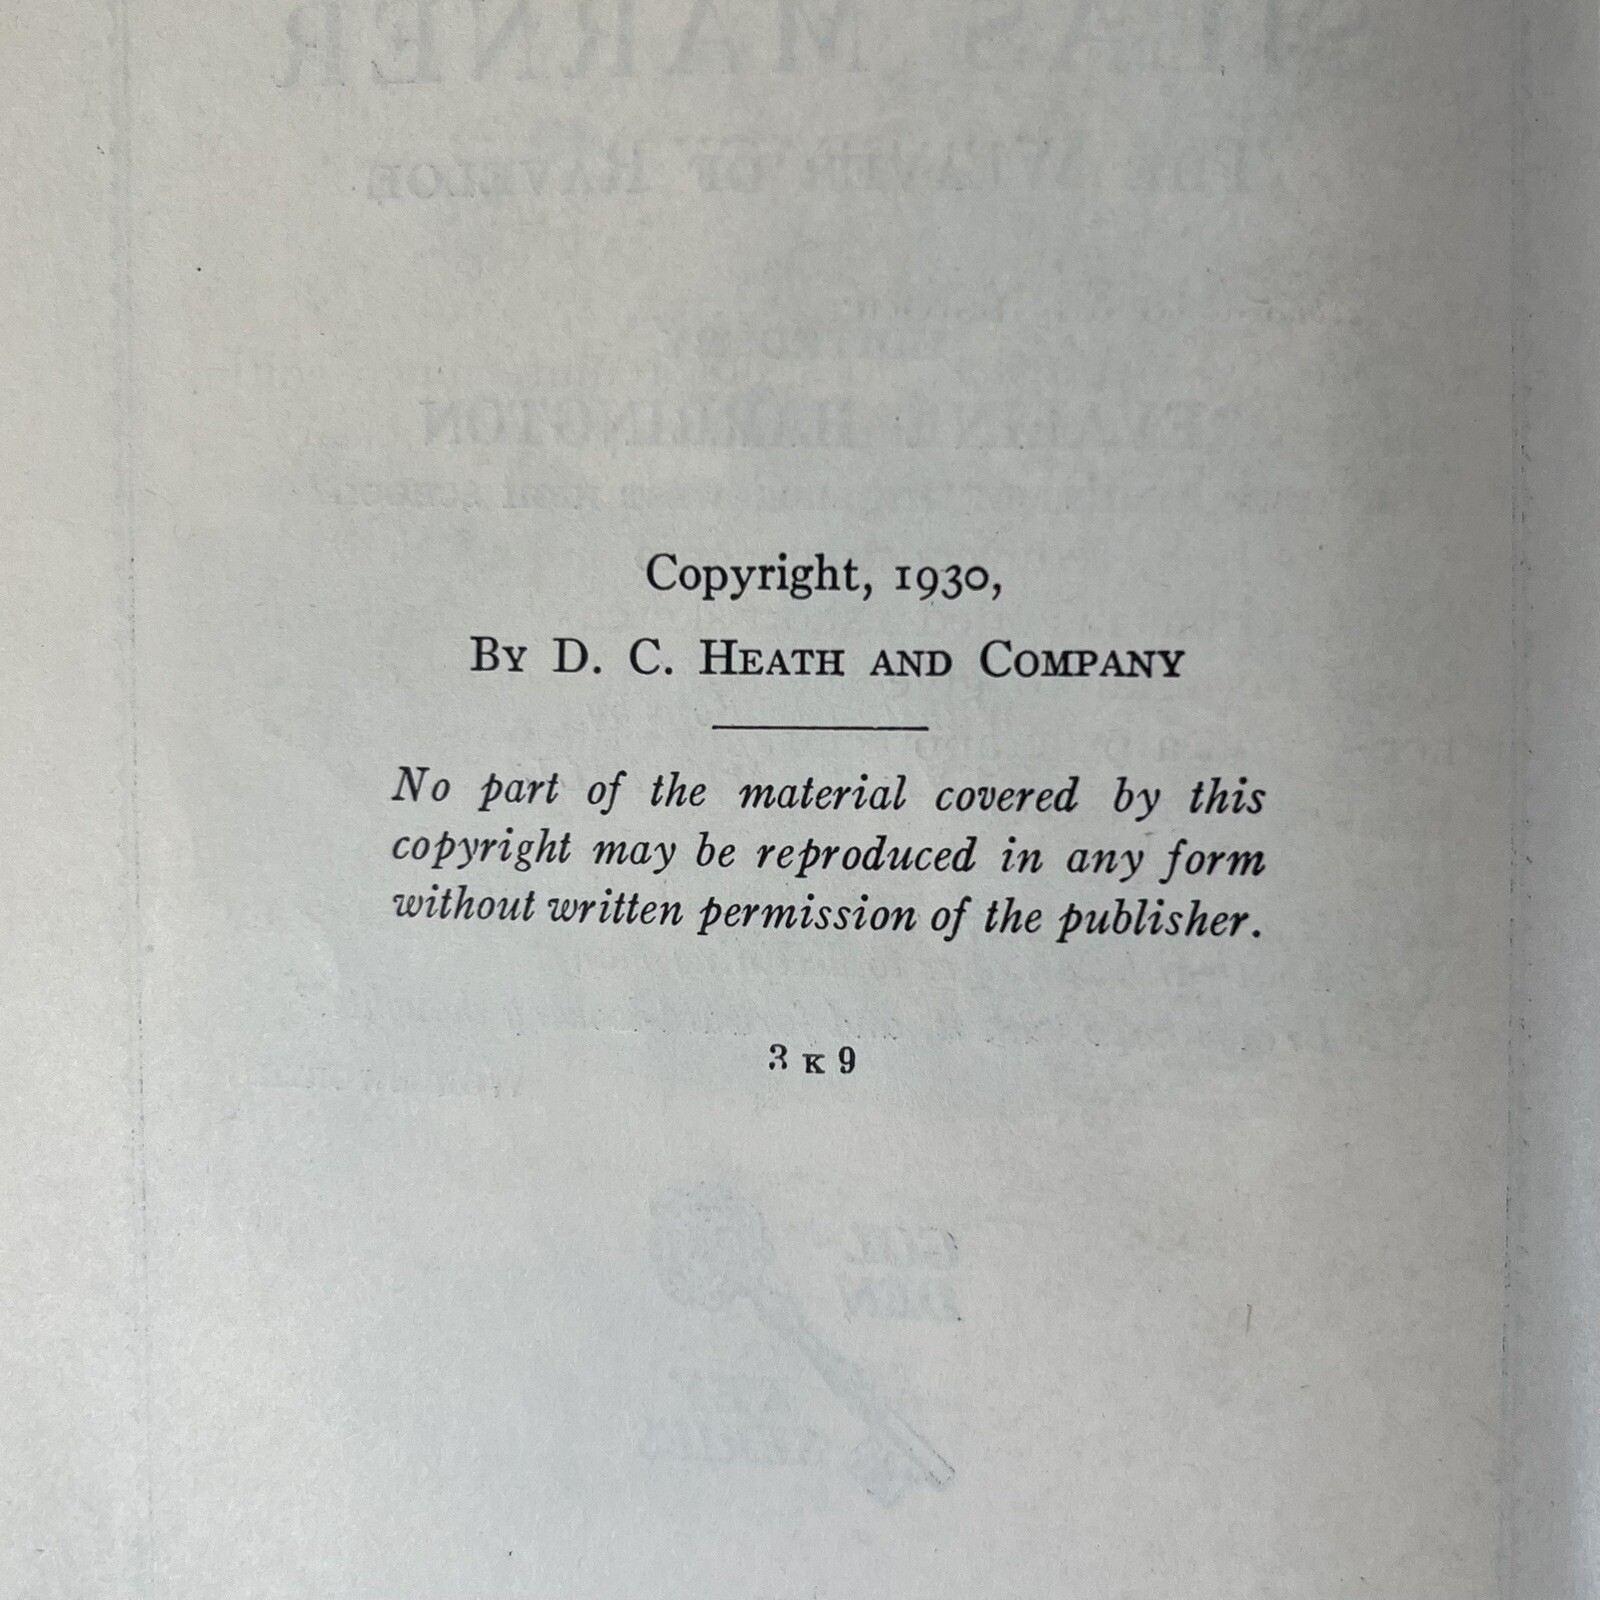 Copyright, 1930,
By D. C. Heath and Company
No part of the material covered by this
copyright may be reproduced in any form
without written permission of the publisher.
3 K 9